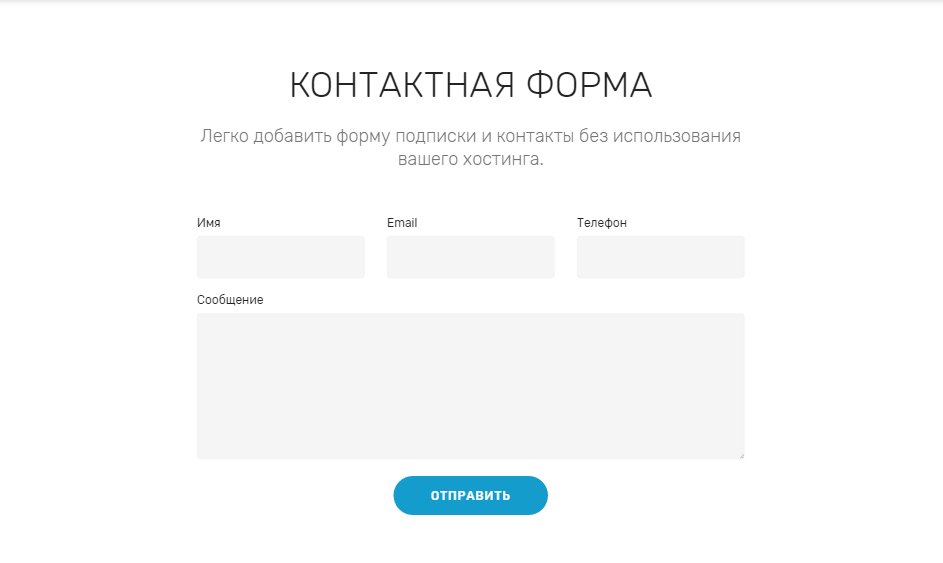 КОНТАКТНАЯ ФОРМА
Легко добавить форму подписки и контакты без использования
вашего хостинга.
Имя Email Телефон
Сообщение
ОТПРАВИТЬ